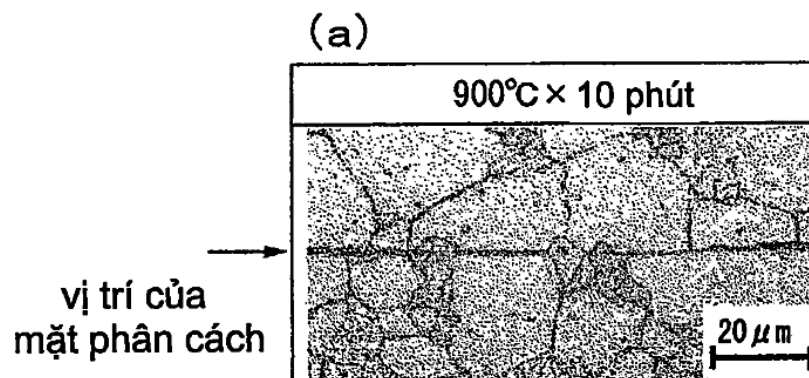 (a)
900°C × 10 phút
vị trí của
mặt phân cách
20 μm